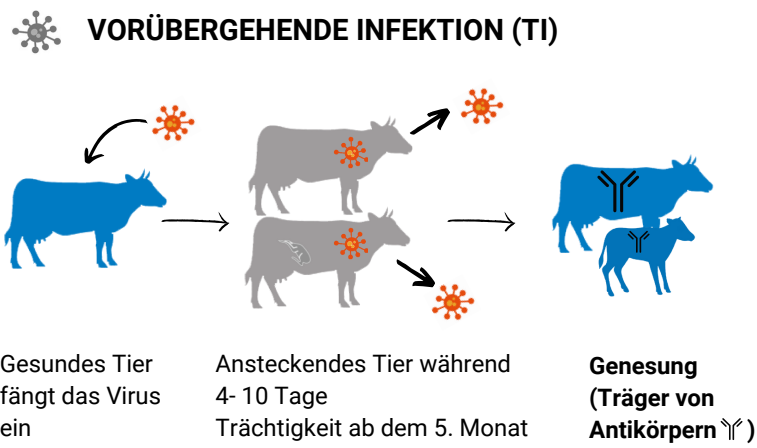 VORÜBERGEHENDE INFEKTION (TI)
Gesundes Tier
fängt das Virus
ein
Ansteckendes Tier während
4- 10 Tage
Trächtigkeit ab dem 5. Monat
Genesung
(Träger von
Antikörpern )